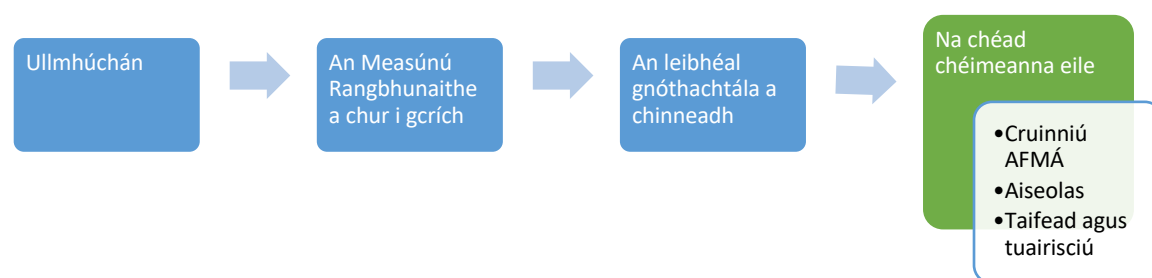 Ullmhúchán
An Measúnú
Rangbhunaithe
a chur i gcrích
An leibhéal
gnóthachtála a
chinneadh
Na chéad
chéimeanna eile
•Cruinniú
AFMÁ
•Aiseolas
•Taifead agus
tuairisciú